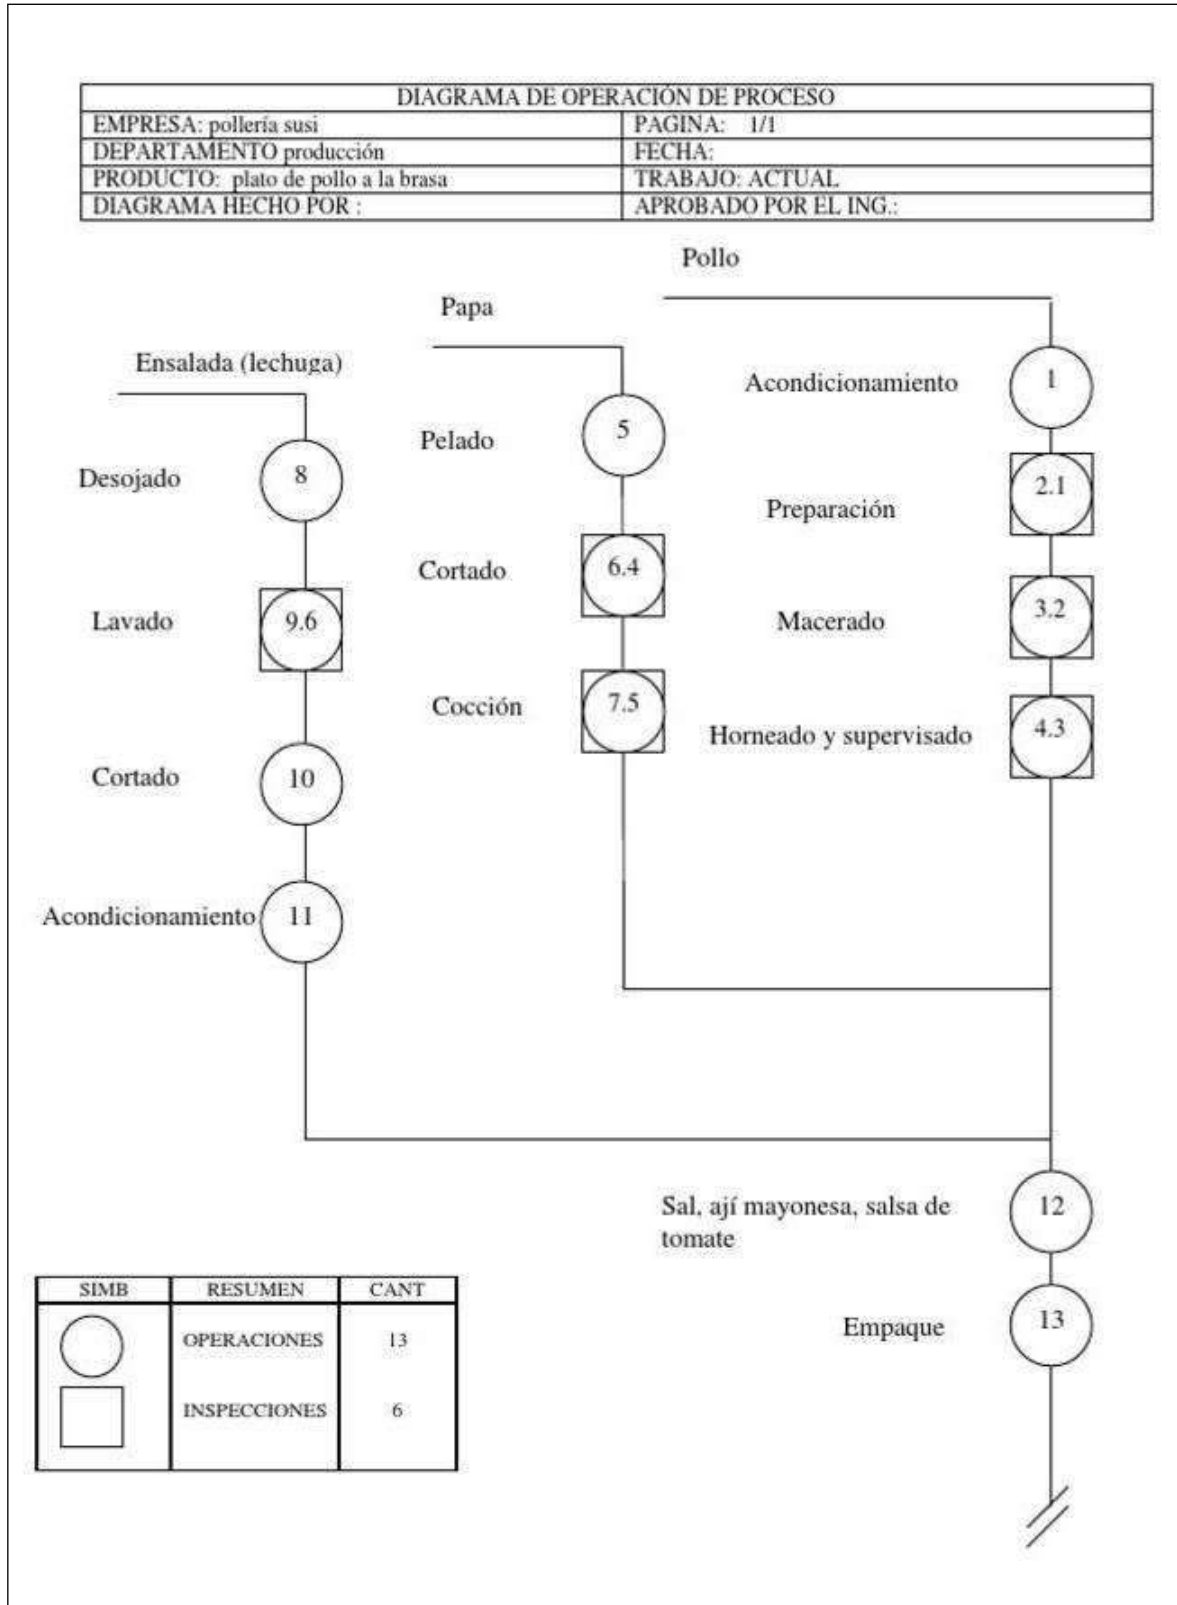 DIAGRAMA DE OPERACIÓN DE PROCESO
EMPRESA: pollería susi
PAGINA: 1/1
DEPARTAMENTO producción
FECHA:
PRODUCTO: plato de pollo a la brasa
TRABAJO: ACTUAL
DIAGRAMA HECHO POR :
APROBADO POR EL ING.:
Pollo
Papa
Ensalada (lechuga)
Acondicionamiento
1
Pelado
5
Desojado
8
Preparación
2.1
Cortado
6.4
Lavado
9.6
Macerado
3.2
Cocción
7.5
Horneado y supervisado
4.3
Cortado
10
Acondicionamiento
11
Sal, ají mayonesa, salsa de
tomate
12
Empaque
13
SIMB
RESUMEN
CANT
OPERACIONES
13
INSPECCIONES
6